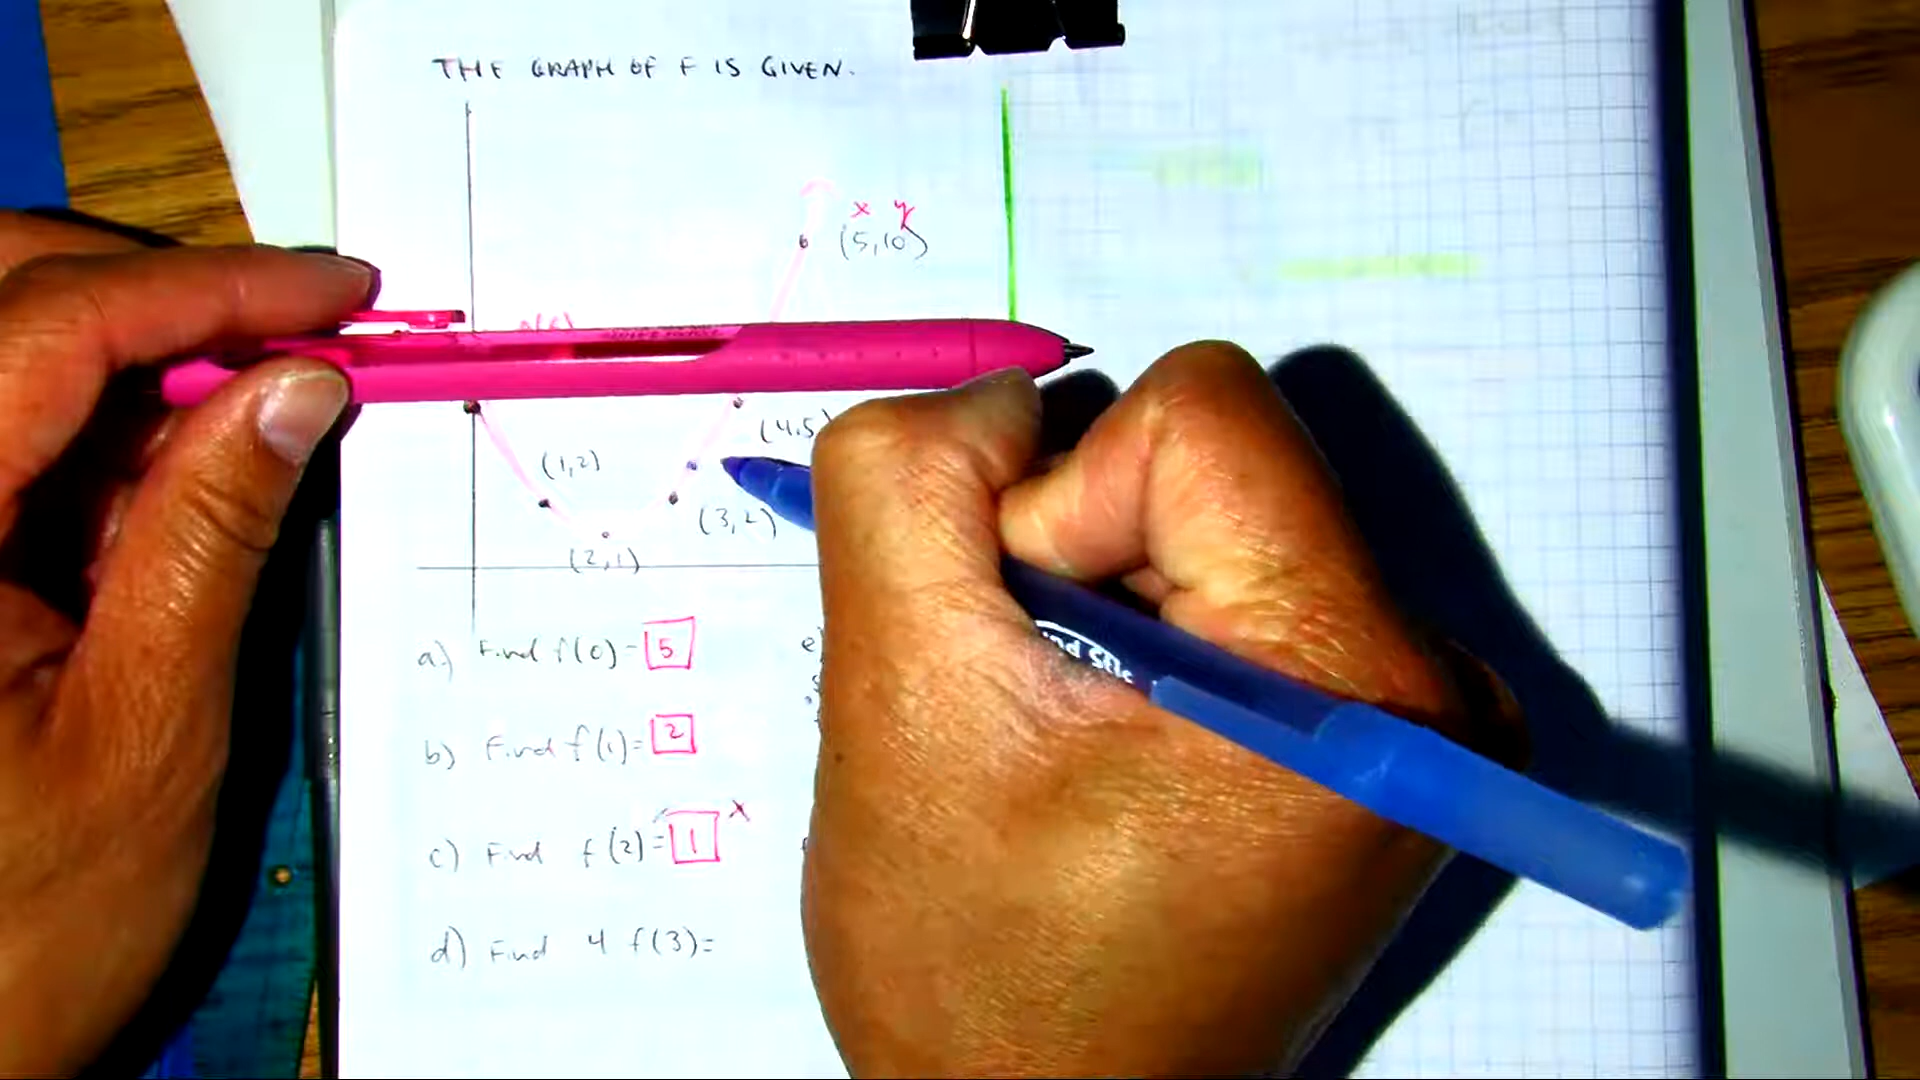 THE GRAPH OF F IS GIVEN.
x y
(5,10)
(4,5)
(1,2)
(3,2)
(2,1)
a.) Find f(0)= 5
b) Find f(1)= 2
c) Find f(2)= 1 x
d) Find 4 f(3)=
e)